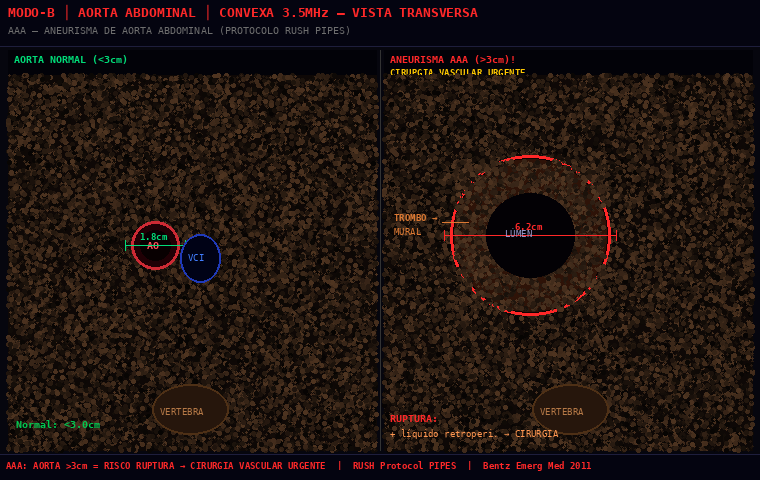 MODO-B │ AORTA ABDOMINAL │ CONVEXA 3.5MHz — VISTA TRANSVERSA
AAA — ANEURISMA DE AORTA ABDOMINAL (PROTOCOLO RUSH PIPES)
AORTA NORMAL (<3cm)
1.8cm
AO
VCI
VERTEBRA
Normal: <3.0cm
ANEURISMA AAA (>3cm)!
CIRURGIA VASCULAR URGENTE
TROMBO →
MURAL
6.2cm
LUMEN
VERTEBRA
RUPTURA:
+ líquido retroperi. → CIRURGIA
AAA: AORTA >3cm = RISCO RUPTURA → CIRURGIA VASCULAR URGENTE │ RUSH Protocol PIPES │ Bentz Emerg Med 2011